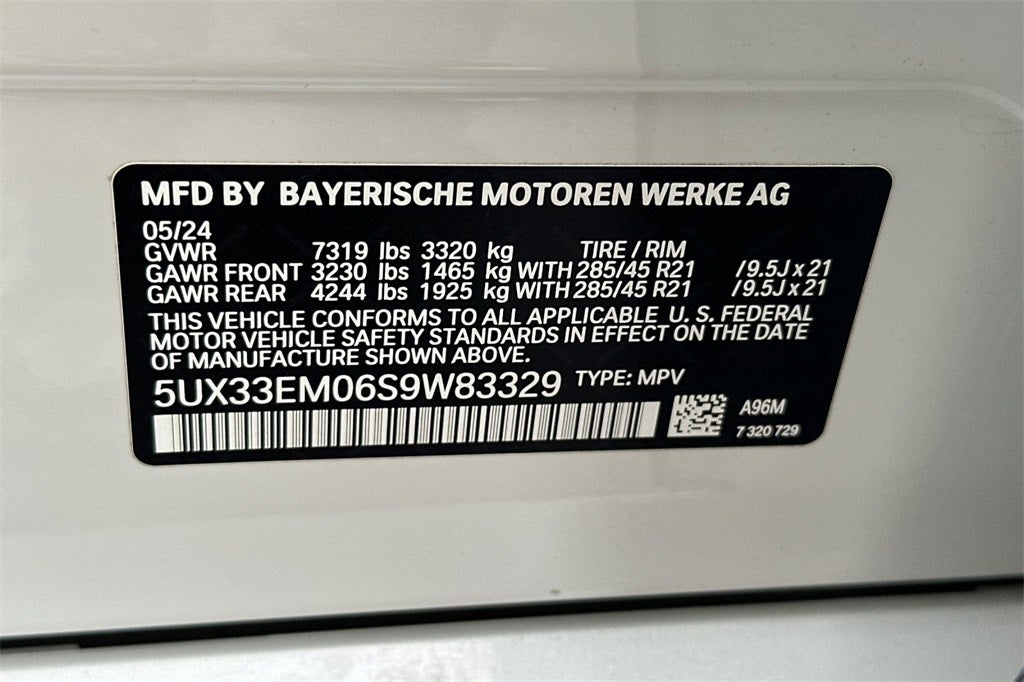 MFD BY BAYERISCHE MOTOREN WERKE AG
05/24
GVWR 7319 lbs 3320 kg TIRE / RIM
GAWR FRONT 3230 lbs 1465 kg WITH 285/45 R21 / 9.5J x 21
GAWR REAR 4244 lbs 1925 kg WITH 285/45 R21 / 9.5J x 21
THIS VEHICLE CONFORMS TO ALL APPLICABLE U. S. FEDERAL
MOTOR VEHICLE SAFETY STANDARDS IN EFFECT ON THE DATE
OF MANUFACTURE SHOWN ABOVE.
5UX33EM06S9W83329 TYPE: MPV
A96M
7 320 729